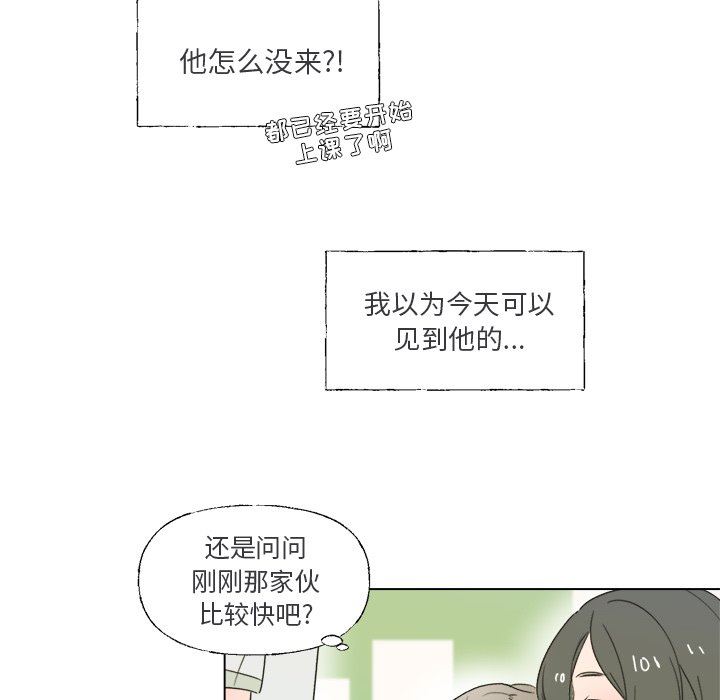 他怎么没来?!
都已经要开始
上课了啊
我以为今天可以
见到他的...
还是问问
刚刚那家伙
比较快吧?